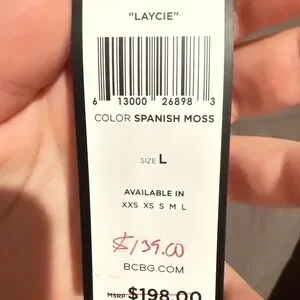 "LAYCIE"
6 13000 26898 3
COLOR SPANISH MOSS
SIZE L
AVAILABLE IN
XXS XS S M L
$139.00
BCBG.COM
MSRP $198.00